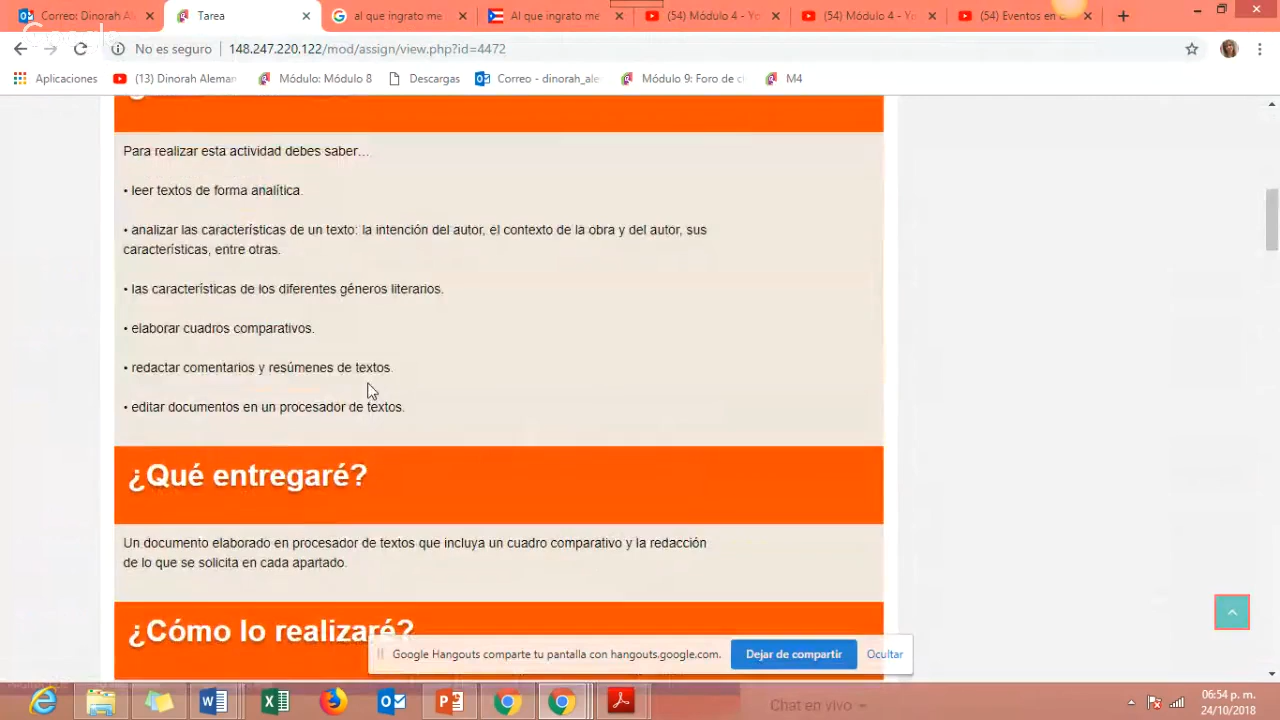 Correo: Dinorah Aleman
Tarea
al que ingrato me
Al que ingrato me
(54) Módulo 4 - Yo
(54) Módulo 4 - Yo
(54) Eventos en
No es seguro
148.247.220.122/mod/assign/view.php?id=4472
Aplicaciones
(13) Dinorah Aleman
Módulo: Módulo 8
Descargas
Correo - dinorah_ale
Módulo 9: Foro de cl
M4
Para realizar esta actividad debes saber...
• leer textos de forma analítica.
• analizar las características de un texto: la intención del autor, el contexto de la obra y del autor, sus
características, entre otras.
• las características de los diferentes géneros literarios.
• elaborar cuadros comparativos.
• redactar comentarios y resúmenes de textos.
• editar documentos en un procesador de textos.
¿Qué entregaré?
Un documento elaborado en procesador de textos que incluya un cuadro comparativo y la redacción
de lo que se solicita en cada apartado.
¿Cómo lo realizaré?
Google Hangouts comparte tu pantalla con hangouts.google.com.
Dejar de compartir
Ocultar
Chat en vivo
06:54 p. m.
24/10/2018